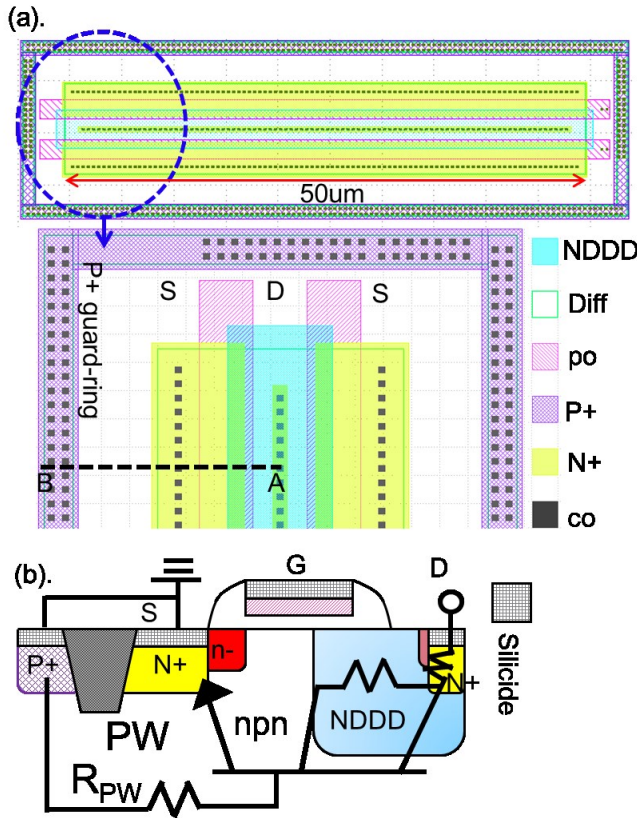 (a).
50um
P+ guard-ring
S D S
B A
NDDD
Diff
po
P+
N+
co
(b).
G
D
S
Silicide
P+
N+
n-
N+
PW
npn
NDDD
RPW